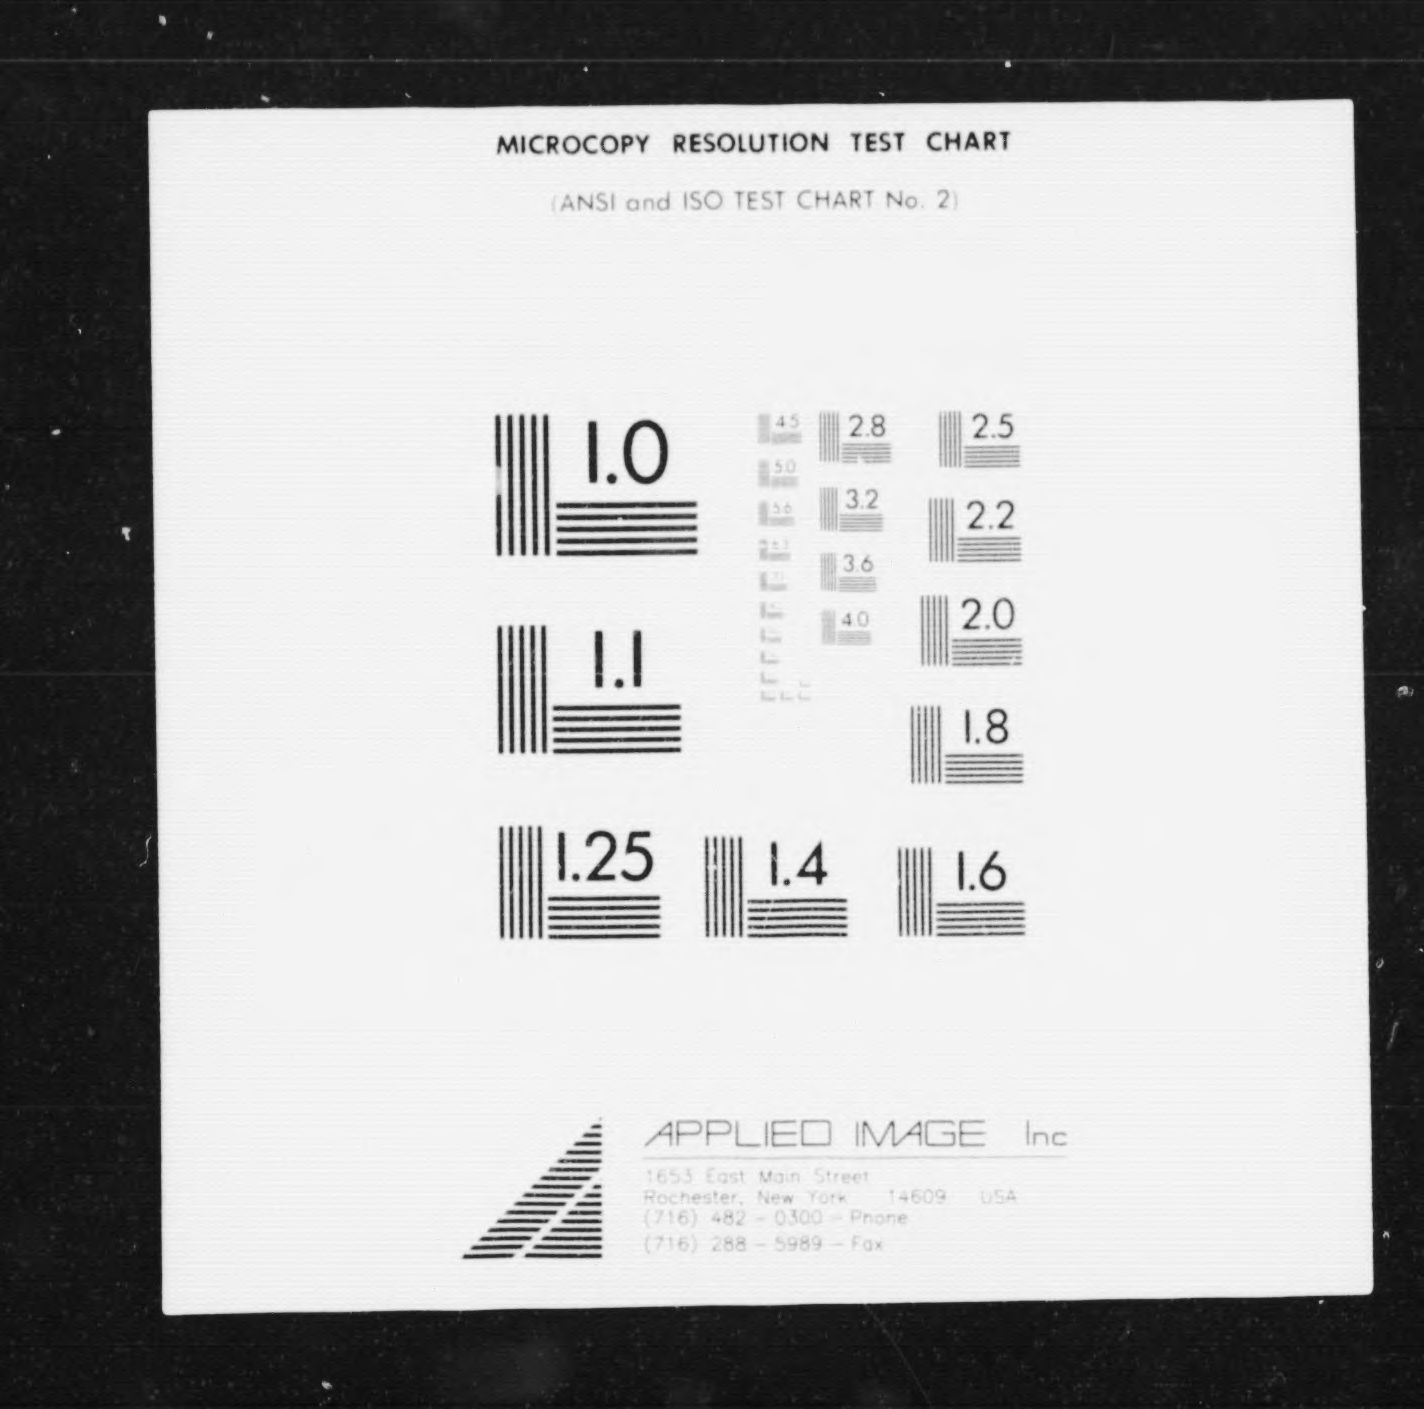 MICROCOPY RESOLUTION TEST CHART
(ANSI and ISO TEST CHART No. 2)
1.0
1.1
1.25
1.4
1.6
1.8
2.0
2.2
2.5
2.8
3.2
3.6
4.0
4.5
5.0
5.6
6.3
APPLIED IMAGE Inc
1653 East Main Street
Rochester, New York 14609 USA
(716) 482 - 0300 - Phone
(716) 288 - 5989 - Fax